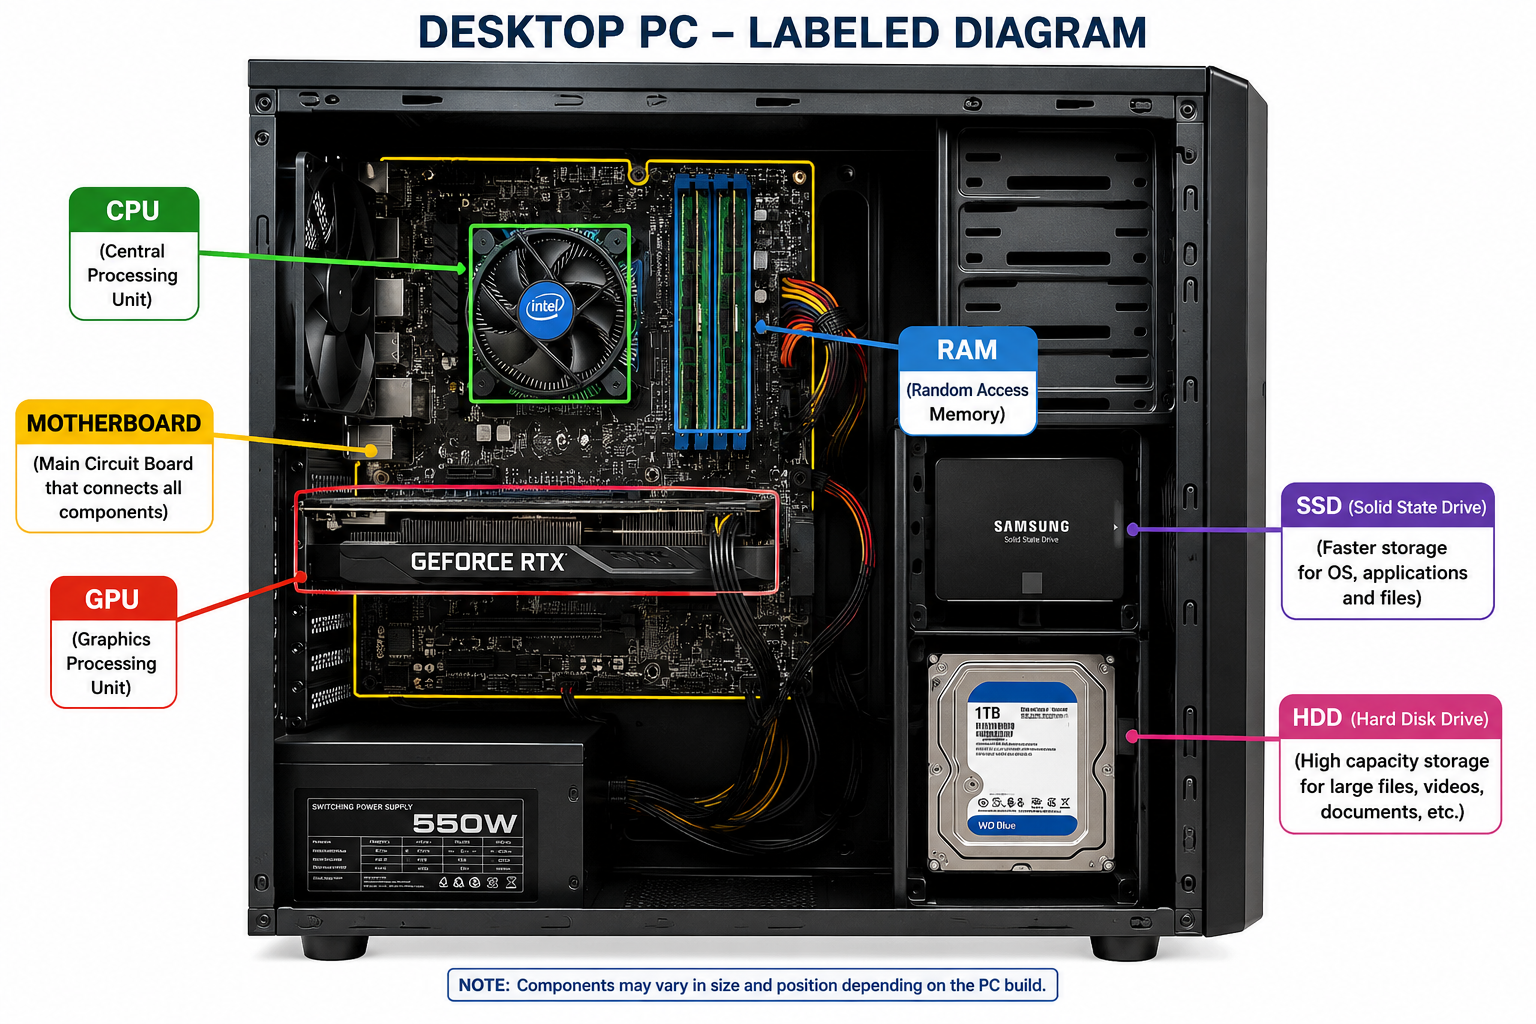 DESKTOP PC – LABELED DIAGRAM
CPU
(Central
Processing
Unit)
intel
RAM
(Random Access
Memory)
MOTHERBOARD
(Main Circuit Board
that connects all
components)
SAMSUNG
Solid State Drive
SSD (Solid State Drive)
(Faster storage
for OS, applications
and files)
GEFORCE RTX
GPU
(Graphics
Processing
Unit)
1TB
WD Blue
HDD (Hard Disk Drive)
(High capacity storage
for large files, videos,
documents, etc.)
SWITCHING POWER SUPPLY
550W
NOTE: Components may vary in size and position depending on the PC build.